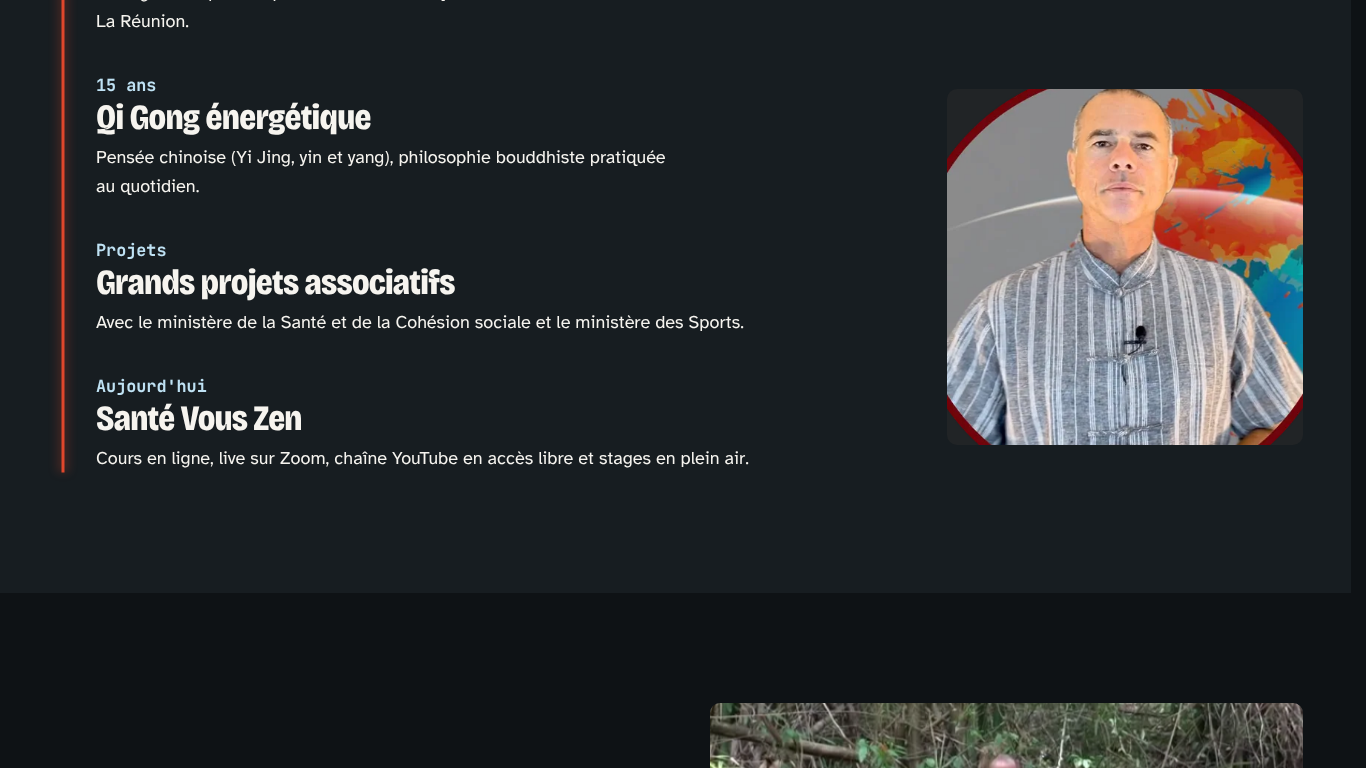 La Réunion.
15 ans
Qi Gong énergétique
Pensée chinoise (Yi Jing, yin et yang), philosophie bouddhiste pratiquée
au quotidien.
Projets
Grands projets associatifs
Avec le ministère de la Santé et de la Cohésion sociale et le ministère des Sports.
Aujourd'hui
Santé Vous Zen
Cours en ligne, live sur Zoom, chaîne YouTube en accès libre et stages en plein air.